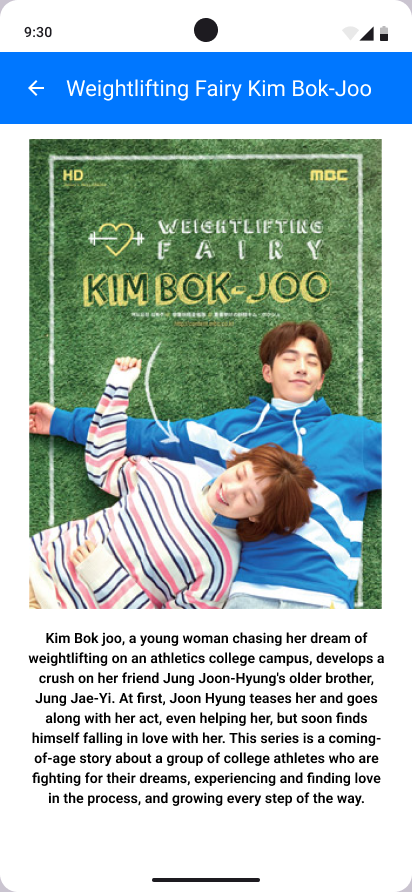 9:30
Weightlifting Fairy Kim Bok-Joo
HD
MBC
WEIGHTLIFTING
FAIRY
KIM BOK-JOO
Kim Bok joo, a young woman chasing her dream of
weightlifting on an athletics college campus, develops a
crush on her friend Jung Joon-Hyung's older brother,
Jung Jae-Yi. At first, Joon Hyung teases her and goes
along with her act, even helping her, but soon finds
himself falling in love with her. This series is a coming-
of-age story about a group of college athletes who are
fighting for their dreams, experiencing and finding love
in the process, and growing every step of the way.